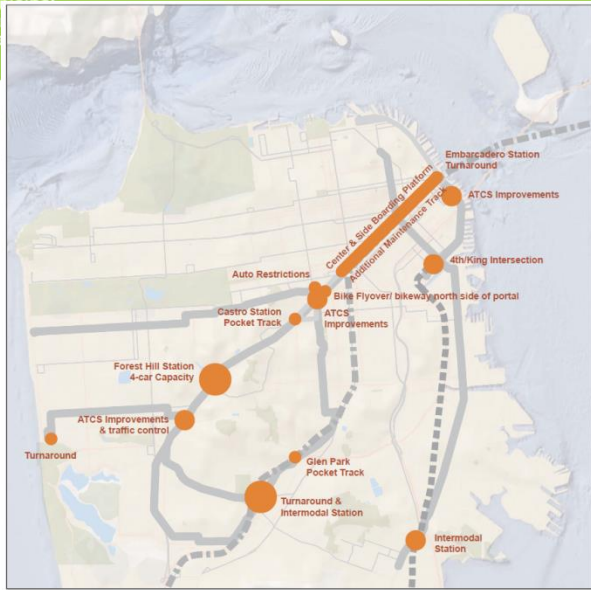 Embarcadero Station
Turnaround
Center & Side Boarding Platform
Additional Maintenance Track
ATCS Improvements
4th/King Intersection
Auto Restrictions
Bike Flyover/ bikeway north side of portal
Castro Station
Pocket Track
ATCS
Improvements
Forest Hill Station
4-car Capacity
ATCS Improvements
& traffic control
Turnaround
Glen Park
Pocket Track
Turnaround &
Intermodal Station
Intermodal
Station